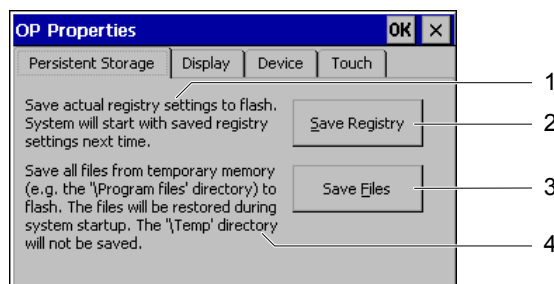 OP Properties OK ×
Persistent Storage Display Device Touch
1
Save actual registry settings to flash.
System will start with saved registry
settings next time.
Save Registry
2
Save all files from temporary memory
(e.g. the '\Program files' directory) to
flash. The files will be restored during
system startup. The '\Temp' directory
will not be saved.
Save Files
3
4